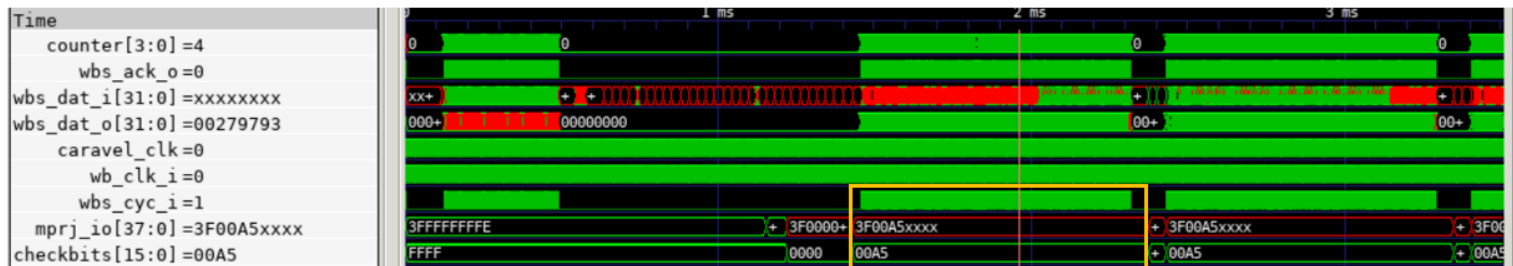 Time 1 ms 2 ms 3 ms
counter[3:0] =4 0 0 0 0
wbs_ack_o=0
wbs_dat_i[31:0] =xxxxxxxx xx+ + + + +
wbs_dat_o[31:0] =00279793 000+ 00000000 00+ 00+
caravel_clk=0
wb_clk_i=0
wbs_cyc_i=1
mprj_io[37:0] =3F00A5xxxx 3FFFFFFFFE + 3F0000+ 3F00A5xxxx + 3F00A5xxxx + 3F00
checkbits[15:0] =00A5 FFFF 0000 00A5 + 00A5 + 00A5